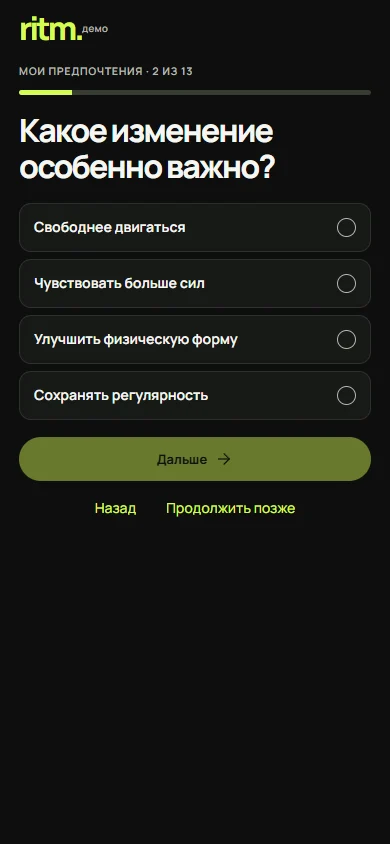 ritm. демо
МОИ ПРЕДПОЧТЕНИЯ · 2 ИЗ 13
Какое изменение
особенно важно?
Свободнее двигаться
Чувствовать больше сил
Улучшить физическую форму
Сохранять регулярность
Дальше →
Назад Продолжить позже